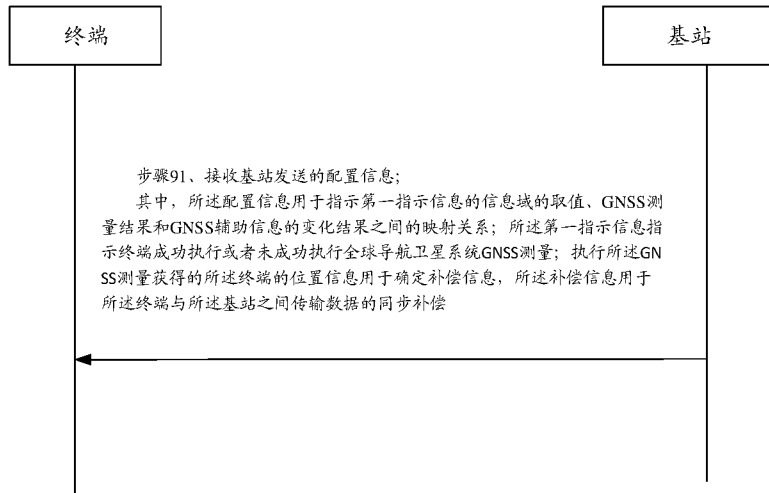 终端
基站
步骤91、接收基站发送的配置信息；
其中，所述配置信息用于指示第一指示信息的信息域的取值、GNSS测
量结果和GNSS辅助信息的变化结果之间的映射关系；所述第一指示信息指
示终端成功执行或者未成功执行全球导航卫星系统GNSS测量；执行所述GN
SS测量获得的所述终端的位置信息用于确定补偿信息，所述补偿信息用于
所述终端与所述基站之间传输数据的同步补偿